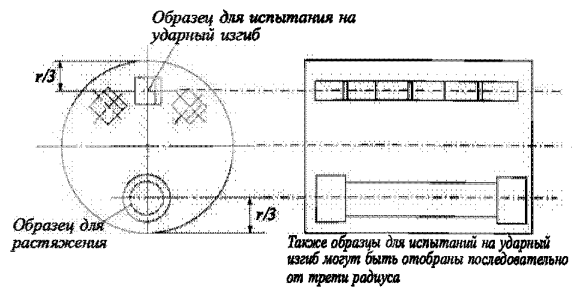 Образец для испытания на
ударный изгиб
r/3
r/3
Образец для
растяжения
Также образцы для испытаний на ударный
изгиб могут быть отобраны последовательно
от трети радиуса